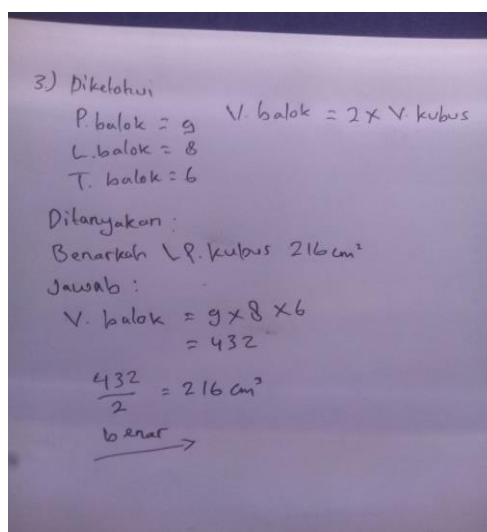 3.) Diketahui
P. balok = 9 V. balok = 2 x V. kubus
L. balok = 8
T. balok = 6
Ditanyakan :
Benarkah LP. kubus 216 cm²
Jawab :
V. balok = 9 x 8 x 6
= 432
432/2 = 216 cm³
benar